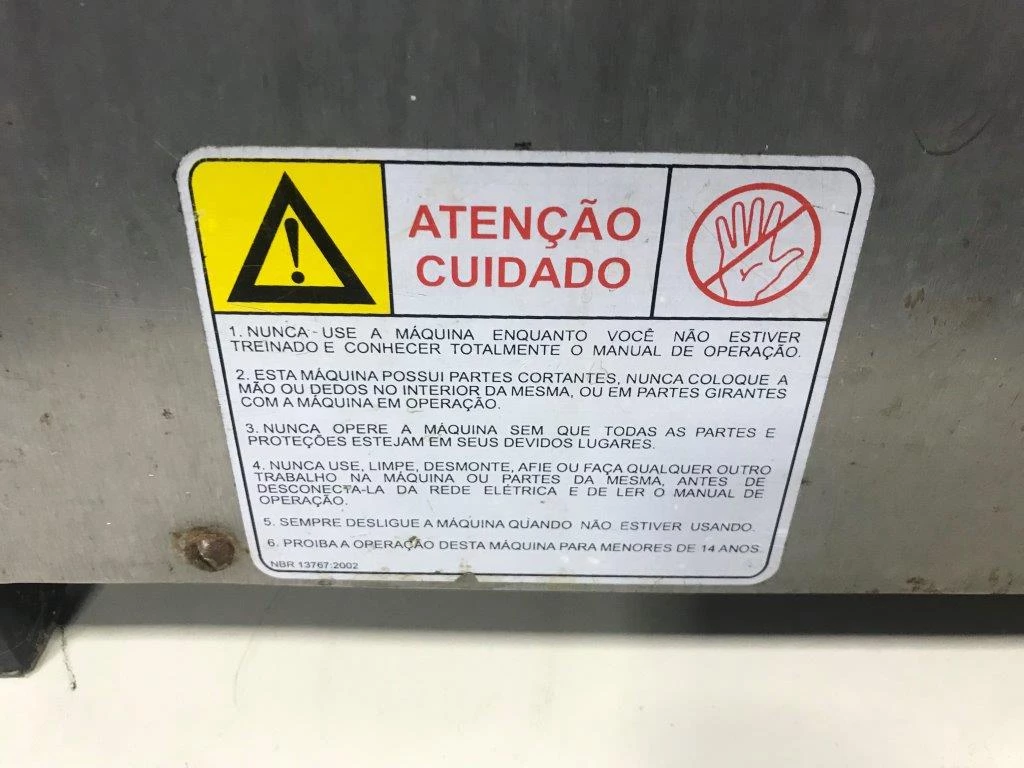 ATENÇÃO
CUIDADO
1. NUNCA - USE A MÁQUINA ENQUANTO VOCÊ NÃO ESTIVER
TREINADO E CONHECER TOTALMENTE O MANUAL DE OPERAÇÃO.
2. ESTA MÁQUINA POSSUI PARTES CORTANTES, NUNCA COLOQUE A
MÃO OU DEDOS NO INTERIOR DA MESMA, OU EM PARTES GIRANTES
COM A MÁQUINA EM OPERAÇÃO.
3. NUNCA OPERE A MÁQUINA SEM QUE TODAS AS PARTES E
PROTEÇÕES ESTEJAM EM SEUS DEVIDOS LUGARES.
4. NUNCA USE, LIMPE, DESMONTE, AFIE OU FAÇA QUALQUER OUTRO
TRABALHO NA MÁQUINA OU PARTES DA MESMA, ANTES DE
DESCONECTA-LA DA REDE ELÉTRICA E DE LER O MANUAL DE
OPERAÇÃO.
5. SEMPRE DESLIGUE A MÁQUINA QUANDO NÃO ESTIVER USANDO.
6. PROIBA A OPERAÇÃO DESTA MÁQUINA PARA MENORES DE 14 ANOS.
NBR 13767:2002